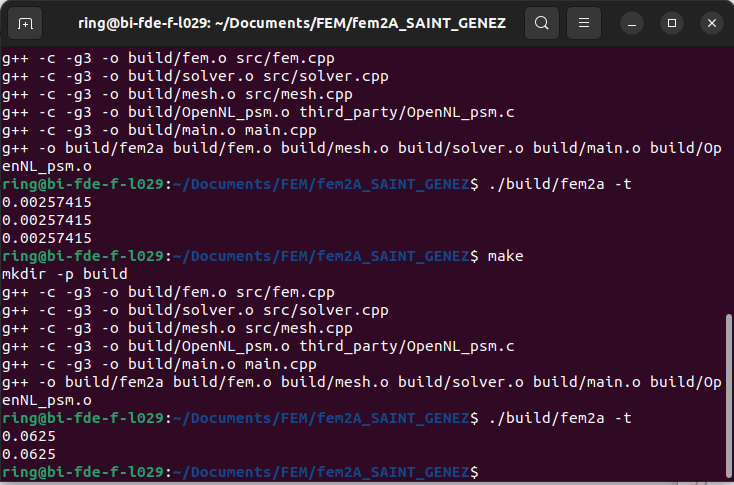 ring@bi-fde-f-l029: ~/Documents/FEM/fem2A_SAINT_GENEZ
g++ -c -g3 -o build/fem.o src/fem.cpp
g++ -c -g3 -o build/solver.o src/solver.cpp
g++ -c -g3 -o build/mesh.o src/mesh.cpp
g++ -c -g3 -o build/OpenNL_psm.o third_party/OpenNL_psm.c
g++ -c -g3 -o build/main.o main.cpp
g++ -o build/fem2a build/fem.o build/mesh.o build/solver.o build/main.o build/Op
enNL_psm.o
ring@bi-fde-f-l029:~/Documents/FEM/fem2A_SAINT_GENEZ$ ./build/fem2a -t
0.00257415
0.00257415
0.00257415
ring@bi-fde-f-l029:~/Documents/FEM/fem2A_SAINT_GENEZ$ make
mkdir -p build
g++ -c -g3 -o build/fem.o src/fem.cpp
g++ -c -g3 -o build/solver.o src/solver.cpp
g++ -c -g3 -o build/mesh.o src/mesh.cpp
g++ -c -g3 -o build/OpenNL_psm.o third_party/OpenNL_psm.c
g++ -c -g3 -o build/main.o main.cpp
g++ -o build/fem2a build/fem.o build/mesh.o build/solver.o build/main.o build/Op
enNL_psm.o
ring@bi-fde-f-l029:~/Documents/FEM/fem2A_SAINT_GENEZ$ ./build/fem2a -t
0.0625
0.0625
ring@bi-fde-f-l029:~/Documents/FEM/fem2A_SAINT_GENEZ$